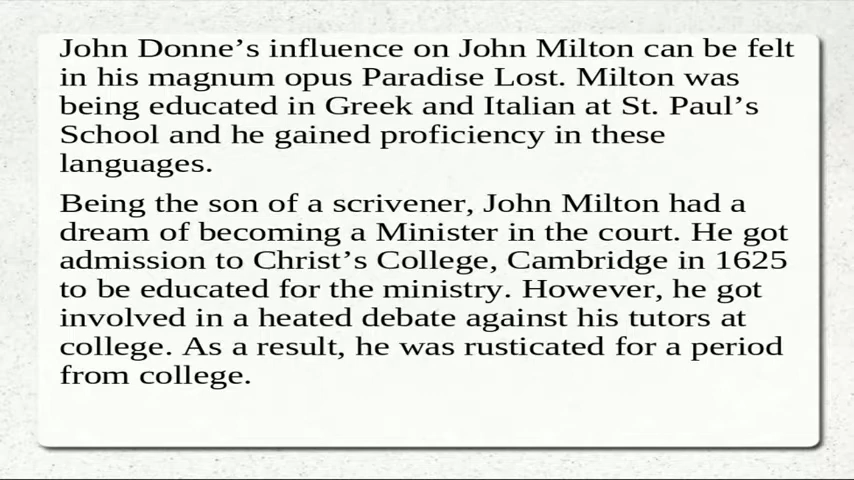 John Donne’s influence on John Milton can be felt
in his magnum opus Paradise Lost. Milton was
being educated in Greek and Italian at St. Paul’s
School and he gained proficiency in these
languages.
Being the son of a scrivener, John Milton had a
dream of becoming a Minister in the court. He got
admission to Christ’s College, Cambridge in 1625
to be educated for the ministry. However, he got
involved in a heated debate against his tutors at
college. As a result, he was rusticated for a period
from college.